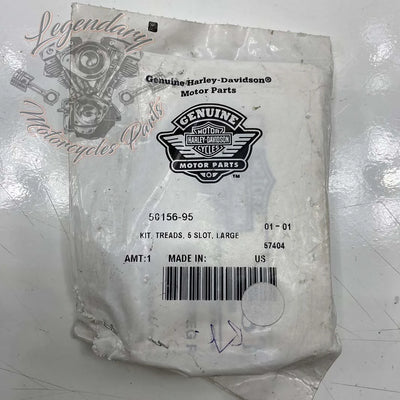 Legendary
Motorcycles Parts
Genuine Harley-Davidson®
Motor Parts
GENUINE
MOTOR
HARLEY-DAVIDSON
CYCLES
MOTOR PARTS
TM
50156-95
01-01
KIT, TREADS, 5 SLOT, LARGE
57404
AMT:1 MADE IN: US